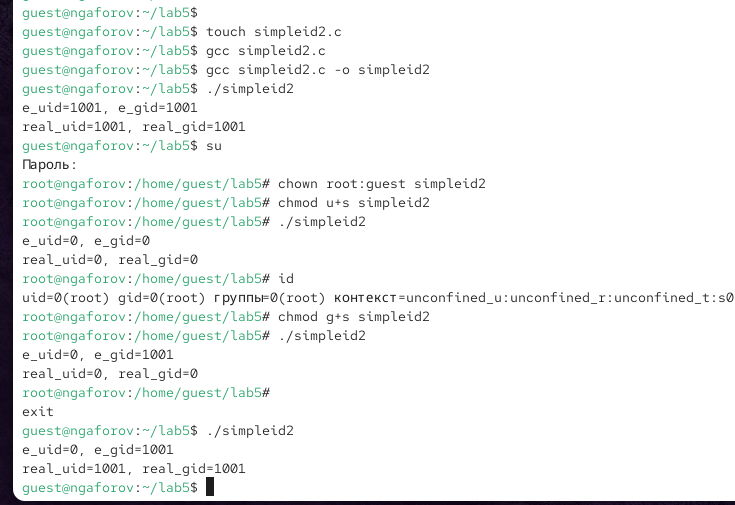 guest@ngaforov:~/lab5$
guest@ngaforov:~/lab5$ touch simpleid2.c
guest@ngaforov:~/lab5$ gcc simpleid2.c
guest@ngaforov:~/lab5$ gcc simpleid2.c -o simpleid2
guest@ngaforov:~/lab5$ ./simpleid2
e_uid=1001, e_gid=1001
real_uid=1001, real_gid=1001
guest@ngaforov:~/lab5$ su
Пароль:
root@ngaforov:/home/guest/lab5# chown root:guest simpleid2
root@ngaforov:/home/guest/lab5# chmod u+s simpleid2
root@ngaforov:/home/guest/lab5# ./simpleid2
e_uid=0, e_gid=0
real_uid=0, real_gid=0
root@ngaforov:/home/guest/lab5# id
uid=0(root) gid=0(root) группы=0(root) контекст=unconfined_u:unconfined_r:unconfined_t:s0
root@ngaforov:/home/guest/lab5# chmod g+s simpleid2
root@ngaforov:/home/guest/lab5# ./simpleid2
e_uid=0, e_gid=1001
real_uid=0, real_gid=0
root@ngaforov:/home/guest/lab5#
exit
guest@ngaforov:~/lab5$ ./simpleid2
e_uid=0, e_gid=1001
real_uid=1001, real_gid=1001
guest@ngaforov:~/lab5$